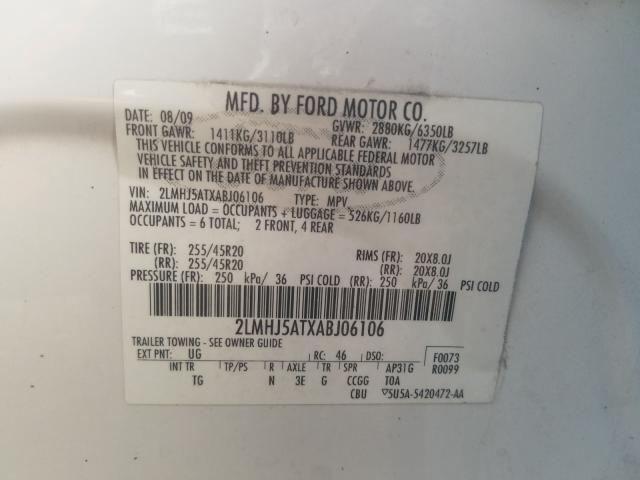 MFD. BY FORD MOTOR CO.
DATE: 08/09 GVWR: 2880KG/6350LB
FRONT GAWR: 1411KG/3110LB REAR GAWR: 1477KG/3257LB
THIS VEHICLE CONFORMS TO ALL APPLICABLE FEDERAL MOTOR
VEHICLE SAFETY AND THEFT PREVENTION STANDARDS
IN EFFECT ON THE DATE OF MANUFACTURE SHOWN ABOVE.
VIN: 2LMHJ5ATXABJ06106 TYPE: MPV
MAXIMUM LOAD = OCCUPANTS + LUGGAGE = 526KG/1160LB
OCCUPANTS = 6 TOTAL; 2 FRONT, 4 REAR
TIRE (FR): 255/45R20 RIMS (FR): 20X8.0J
(RR): 255/45R20 (RR): 20X8.0J
PRESSURE (FR): 250 kPa/ 36 PSI COLD (RR): 250 kPa/ 36 PSI COLD
2LMHJ5ATXABJ06106
TRAILER TOWING - SEE OWNER GUIDE
EXT PNT: UG RC: 46 DSO: F0073
R0099
INT TR TP/PS R AXLE TR SPR AP31G
TG N 3E G CCGG TOA
CBU 5U5A-5420472-AA